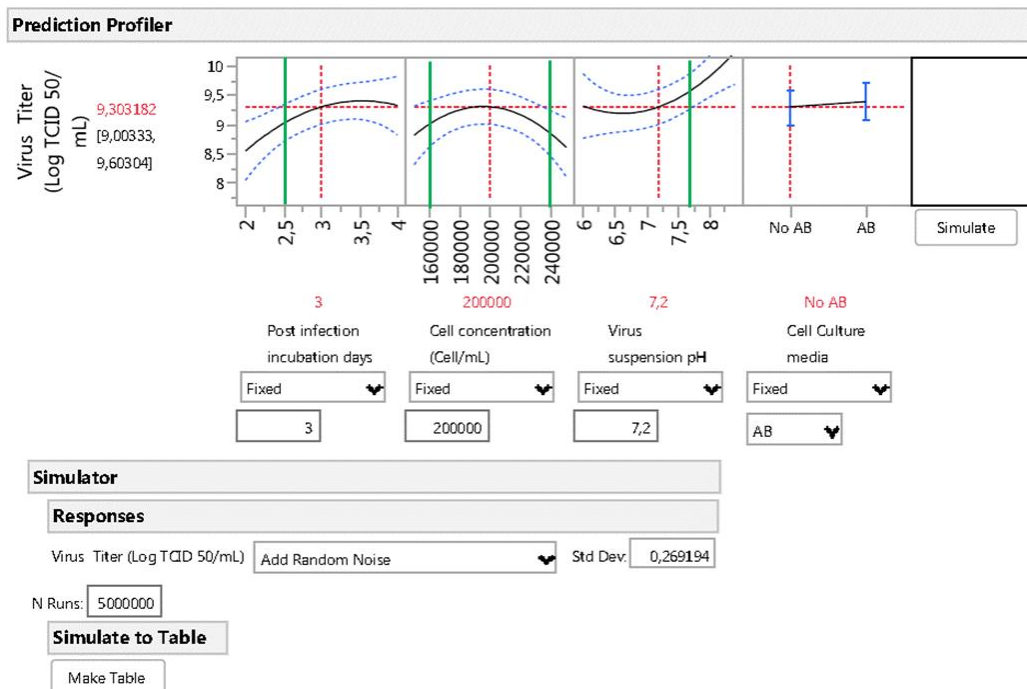 Prediction Profiler
Virus Titer
(Log TCID 50/
mL)
9,303182
[9,00333,
9,60304]
10
9,5
9
8,5
8
2
2,5
3
3,5
4
160000
180000
200000
220000
240000
6
6,5
7
7,5
8
No AB
AB
Simulate
3
200000
7,2
No AB
Post infection
incubation days
Cell concentration
(Cell/mL)
Virus
suspension pH
Cell Culture
media
Fixed
Fixed
Fixed
Fixed
3
200000
7,2
AB
Simulator
Responses
Virus Titer (Log TCID 50/mL) Add Random Noise Std Dev: 0,269194
N Runs: 5000000
Simulate to Table
Make Table